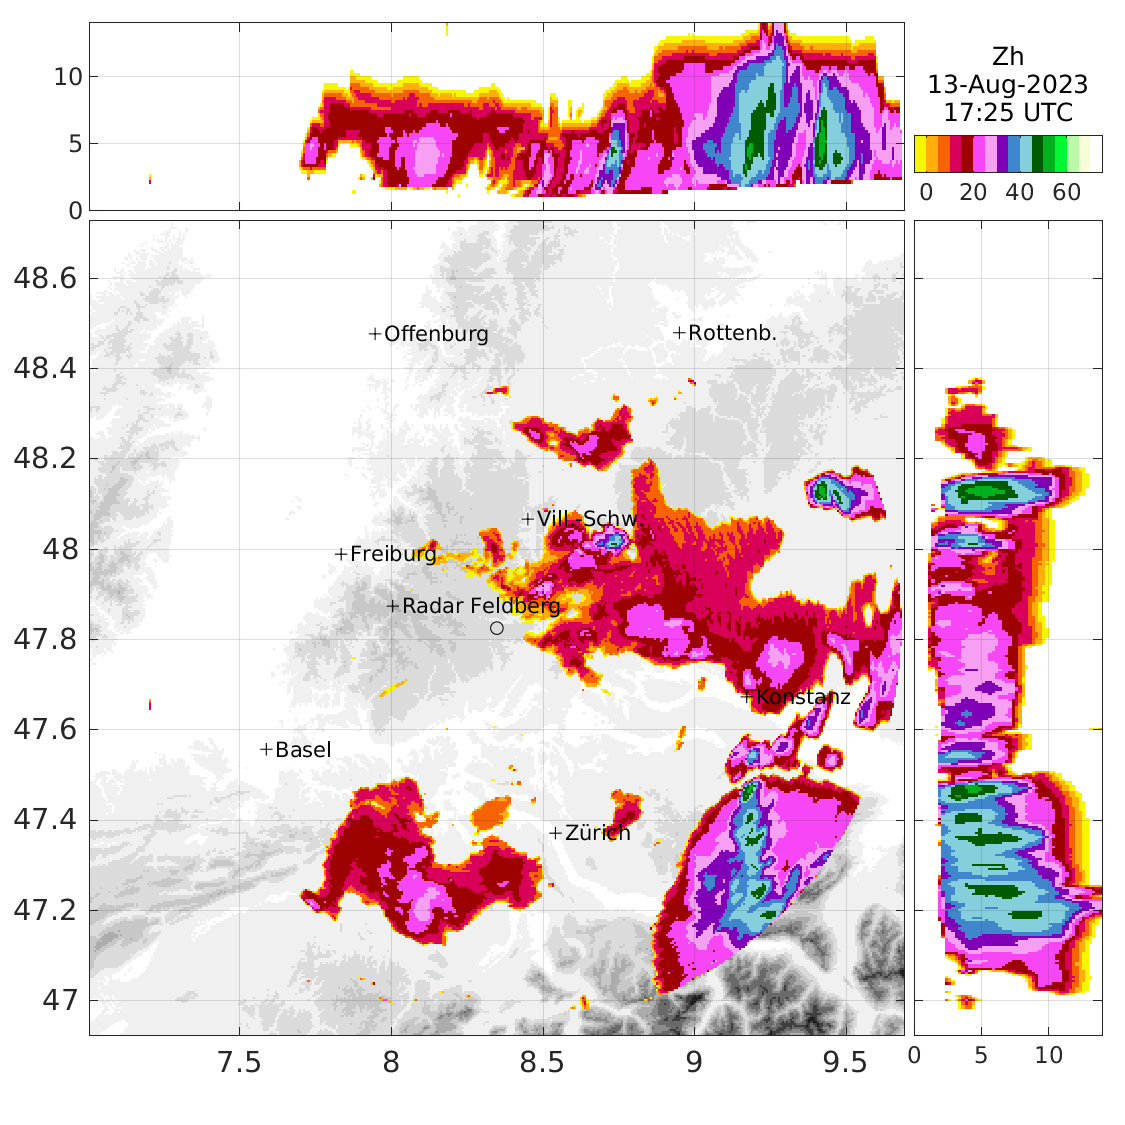 Zh
13-Aug-2023
17:25 UTC
0 20 40 60
10
5
0
48.6
48.4
48.2
48
47.8
47.6
47.4
47.2
47
+Offenburg
+Rottenb.
+Vill.-Schw.
+Freiburg
+Radar Feldberg
+Konstanz
+Basel
+Zürich
7.5 8 8.5 9 9.5
0 5 10